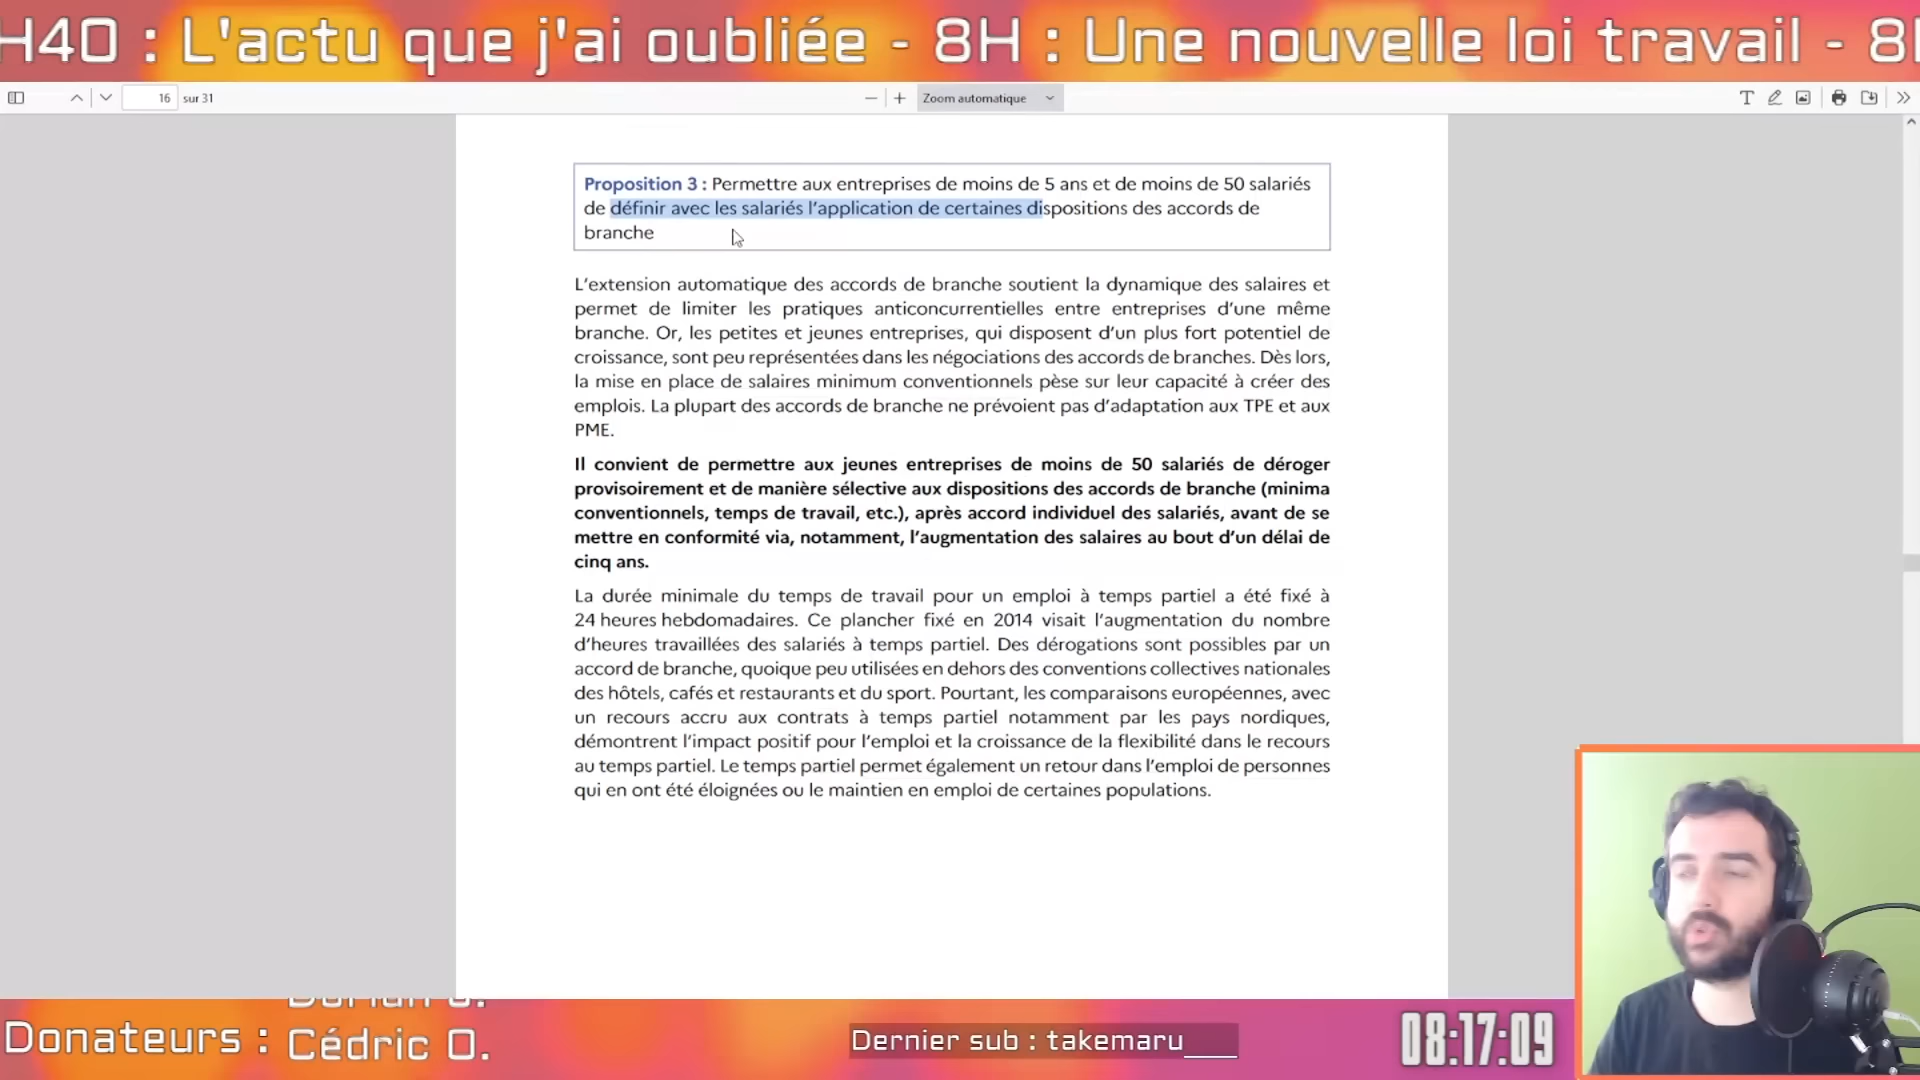 H40 : L'actu que j'ai oubliée - 8H : Une nouvelle loi travail - 8
16 sur 31
Zoom automatique
Proposition 3 : Permettre aux entreprises de moins de 5 ans et de moins de 50 salariés
de définir avec les salariés l'application de certaines dispositions des accords de
branche
L'extension automatique des accords de branche soutient la dynamique des salaires et
permet de limiter les pratiques anticoncurrentielles entre entreprises d'une même
branche. Or, les petites et jeunes entreprises, qui disposent d'un plus fort potentiel de
croissance, sont peu représentées dans les négociations des accords de branches. Dès lors,
la mise en place de salaires minimum conventionnels pèse sur leur capacité à créer des
emplois. La plupart des accords de branche ne prévoient pas d'adaptation aux TPE et aux
PME.
Il convient de permettre aux jeunes entreprises de moins de 50 salariés de déroger
provisoirement et de manière sélective aux dispositions des accords de branche (minima
conventionnels, temps de travail, etc.), après accord individuel des salariés, avant de se
mettre en conformité via, notamment, l'augmentation des salaires au bout d'un délai de
cinq ans.
La durée minimale du temps de travail pour un emploi à temps partiel a été fixé à
24 heures hebdomadaires. Ce plancher fixé en 2014 visait l'augmentation du nombre
d'heures travaillées des salariés à temps partiel. Des dérogations sont possibles par un
accord de branche, quoique peu utilisées en dehors des conventions collectives nationales
des hôtels, cafés et restaurants et du sport. Pourtant, les comparaisons européennes, avec
un recours accru aux contrats à temps partiel notamment par les pays nordiques,
démontrent l'impact positif pour l'emploi et la croissance de la flexibilité dans le recours
au temps partiel. Le temps partiel permet également un retour dans l'emploi de personnes
qui en ont été éloignées ou le maintien en emploi de certaines populations.
Donateurs :
Cédric O.
Dernier sub : takemaru___
08:17:09